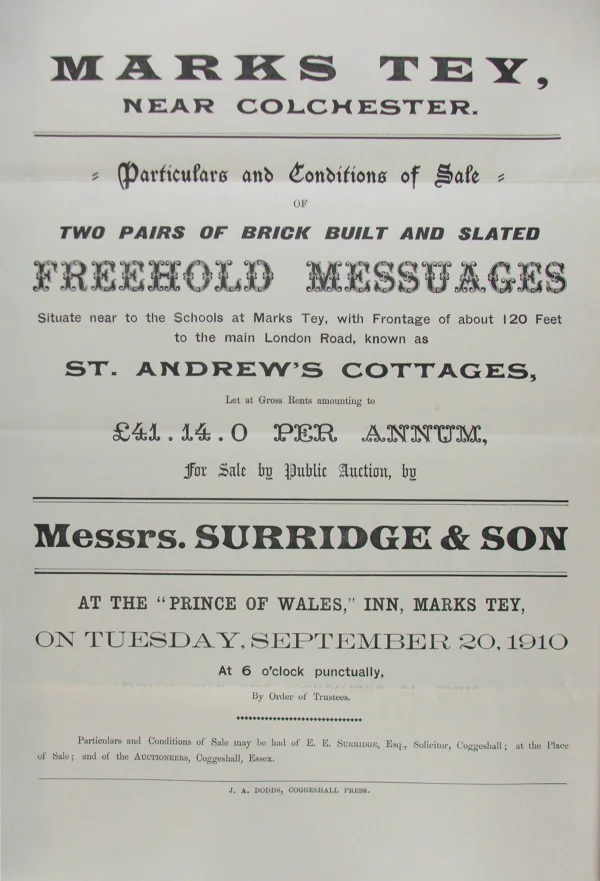 MARKS TEY,
NEAR COLCHESTER.
Particulars and Conditions of Sale
OF
TWO PAIRS OF BRICK BUILT AND SLATED
FREEHOLD MESSUAGES
Situate near to the Schools at Marks Tey, with Frontage of about 120 Feet
to the main London Road, known as
ST. ANDREW'S COTTAGES,
Let at Gross Rents amounting to
£41.14.0 PER ANNUM,
For Sale by Public Auction, by
Messrs. SURRIDGE & SON
AT THE "PRINCE OF WALES," INN, MARKS TEY,
ON TUESDAY, SEPTEMBER 20, 1910
At 6 o'clock punctually,
By Order of Trustees.
Particulars and Conditions of Sale may be had of E. E. SURRIDGE, Esq., Solicitor, Coggeshall; at the Place
of Sale; and of the AUCTIONEERS, Coggeshall, Essex.
J. A. DODDS, COGGESHALL PRESS.